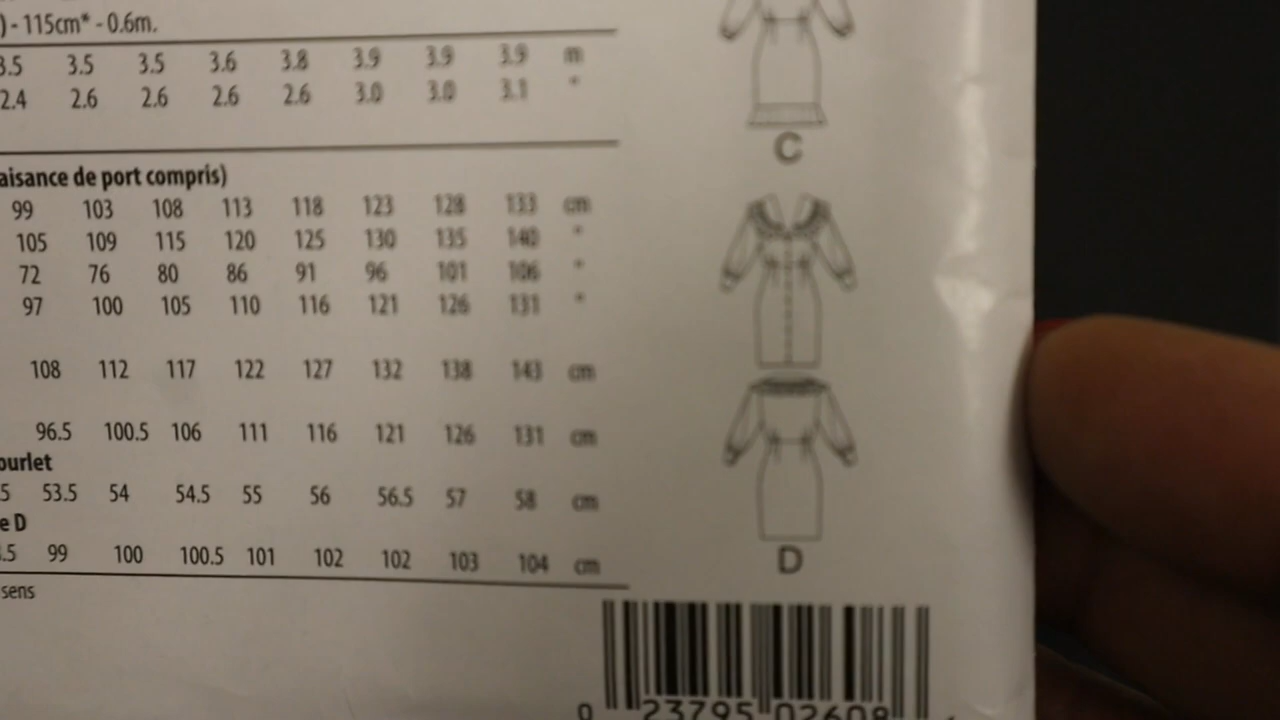 ) - 115cm* - 0.6m.
3.5 3.5 3.5 3.6 3.8 3.9 3.9 3.9 m
2.4 2.6 2.6 2.6 2.6 3.0 3.0 3.1 "
aisance de port compris)
99 103 108 113 118 123 128 133 cm
105 109 115 120 125 130 135 140 "
72 76 80 86 91 96 101 106 "
97 100 105 110 116 121 126 131 "
108 112 117 122 127 132 138 143 cm
96.5 100.5 106 111 116 121 126 131 cm
ourlet
5 53.5 54 54.5 55 56 56.5 57 58 cm
e D
.5 99 100 100.5 101 102 102 103 104 cm
sens
C
D
0 23795 02608